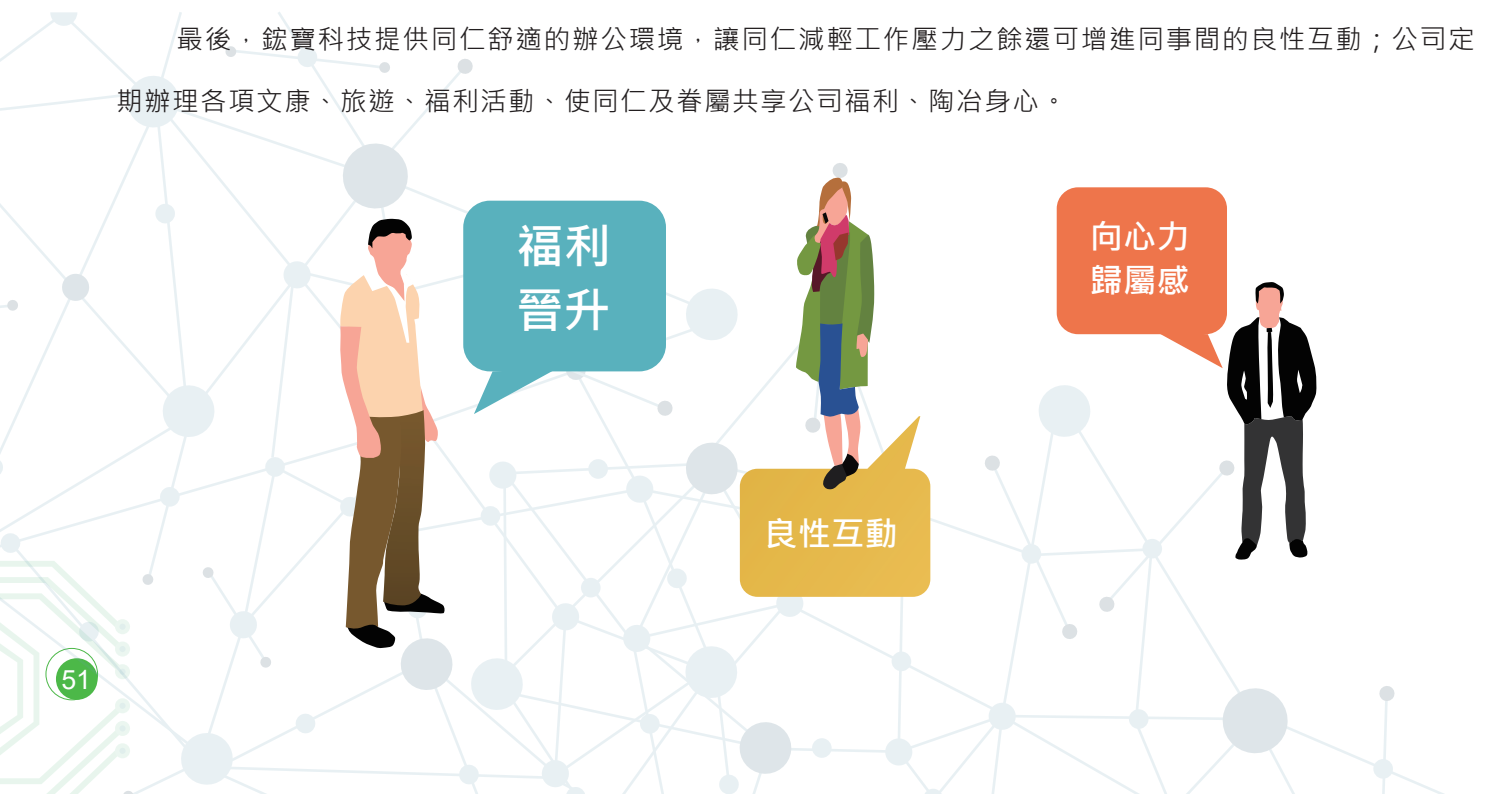 最後，鋐寶科技提供同仁舒適的辦公環境，讓同仁減輕工作壓力之餘還可增進同事間的良性互動；公司定
期辦理各項文康、旅遊、福利活動、使同仁及眷屬共享公司福利、陶冶身心。
福利
晉升
向心力
歸屬感
良性互動
51